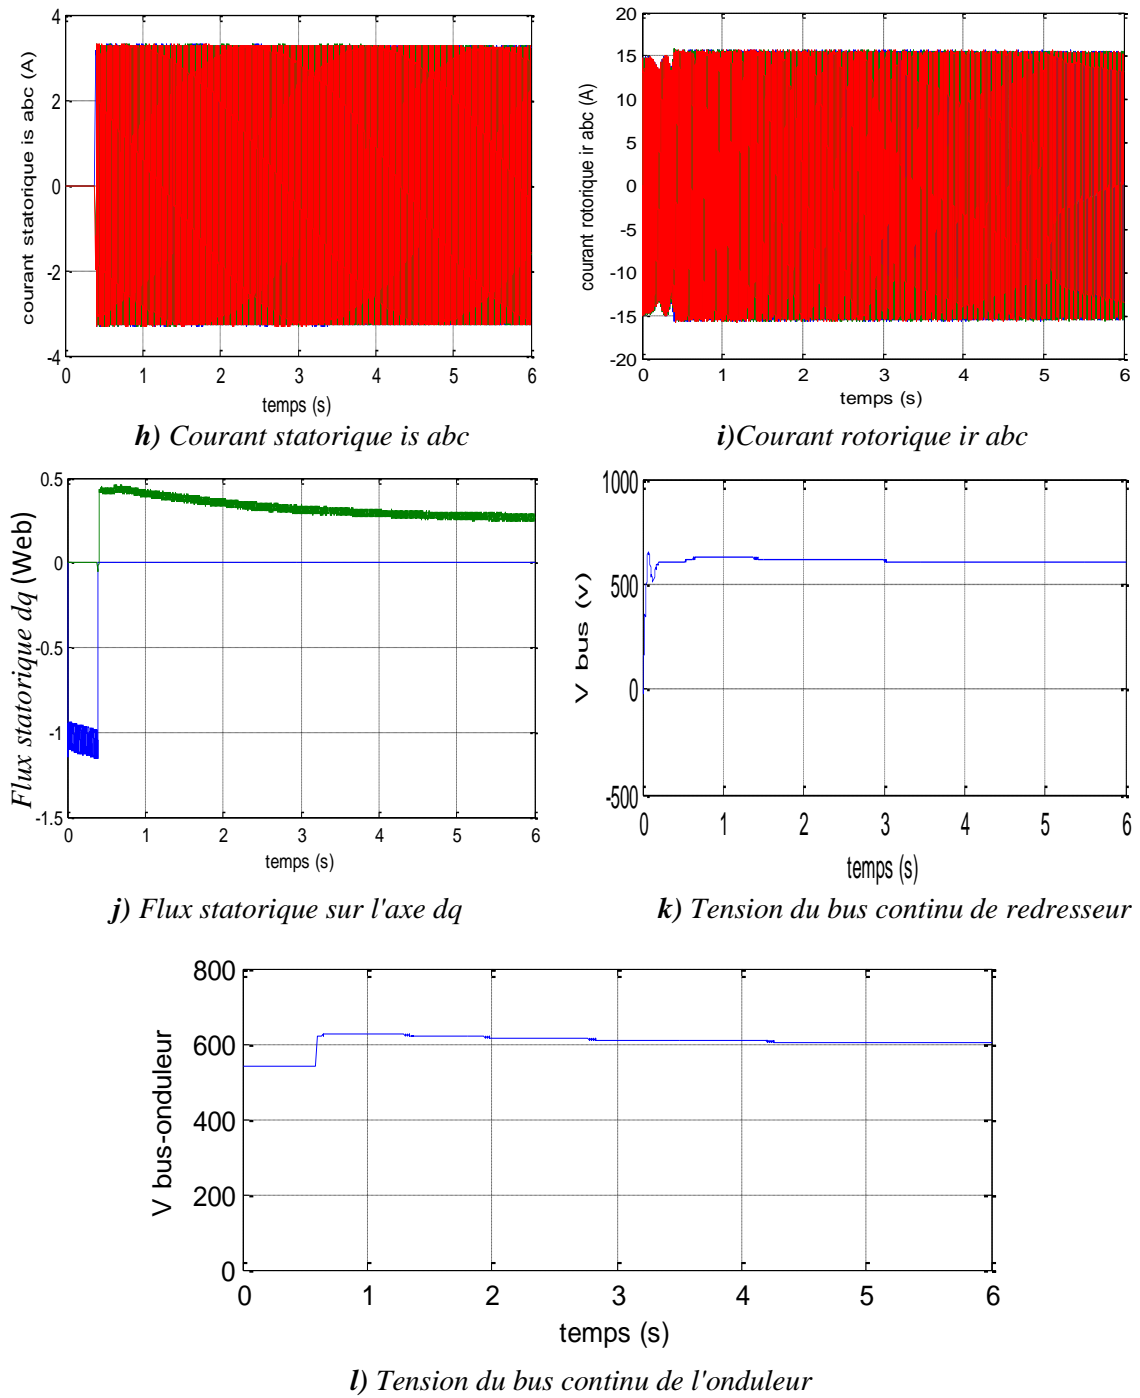 4
2
0
-2
-4
0 1 2 3 4 5 6
courant statorique is abc (A)
temps (s)
h) Courant statorique is abc
20
15
10
5
0
-5
-10
-15
-20
0 1 2 3 4 5 6
courant rotorique ir abc (A)
temps (s)
i)Courant rotorique ir abc
0.5
0
-0.5
-1
-1.5
0 1 2 3 4 5 6
Flux statorique dq (Web)
temps (s)
j) Flux statorique sur l'axe dq
1000
500
0
-500
0 1 2 3 4 5 6
V bus (v)
temps (s)
k) Tension du bus continu de redresseur
800
600
400
200
0
0 1 2 3 4 5 6
V bus-onduleur
temps (s)
l) Tension du bus continu de l'onduleur